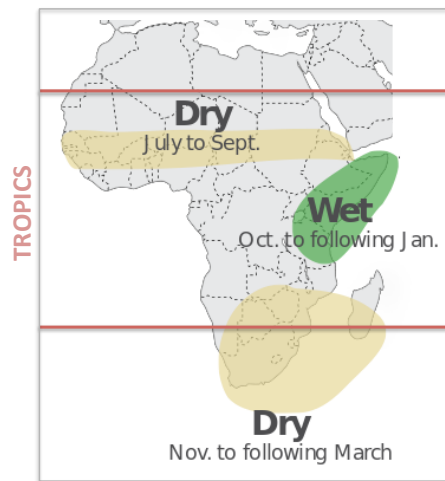 Dry
July to Sept.
TROPICS
Wet
Oct. to following Jan.
Dry
Nov. to following March